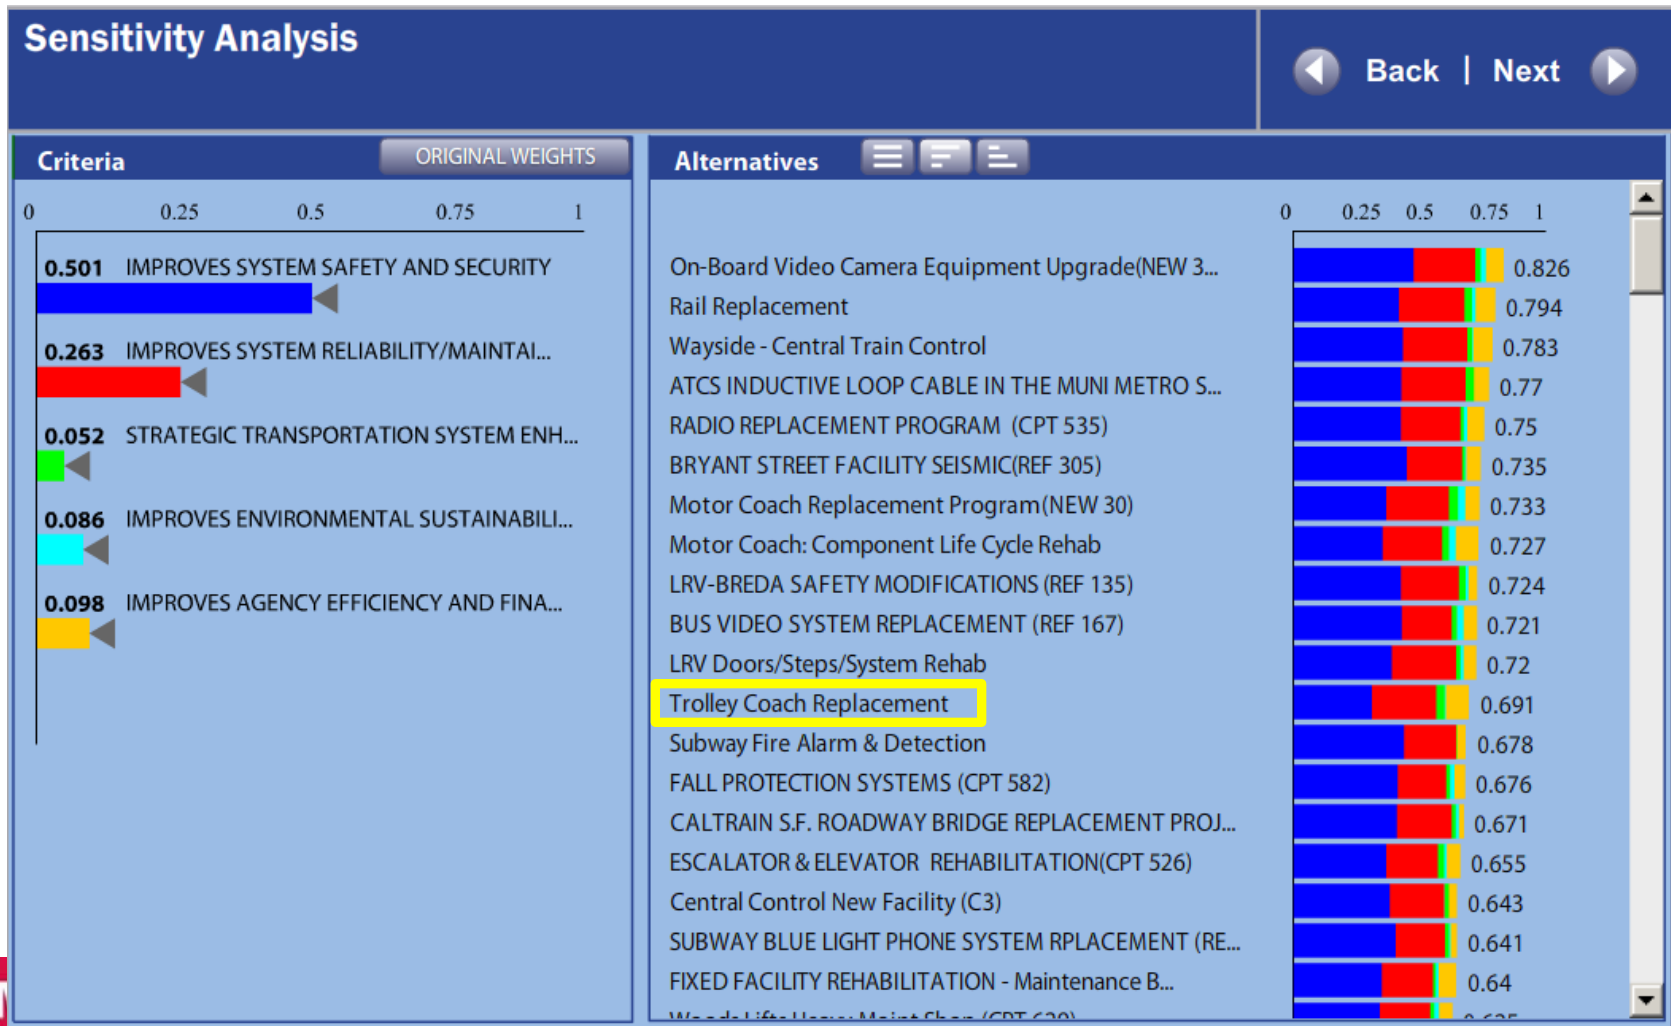 Sensitivity Analysis
Back | Next
Criteria
ORIGINAL WEIGHTS
0 0.25 0.5 0.75 1
0.501 IMPROVES SYSTEM SAFETY AND SECURITY
0.263 IMPROVES SYSTEM RELIABILITY/MAINTAI...
0.052 STRATEGIC TRANSPORTATION SYSTEM ENH...
0.086 IMPROVES ENVIRONMENTAL SUSTAINABILI...
0.098 IMPROVES AGENCY EFFICIENCY AND FINA...
Alternatives
0 0.25 0.5 0.75 1
On-Board Video Camera Equipment Upgrade(NEW 3... 0.826
Rail Replacement 0.794
Wayside - Central Train Control 0.783
ATCS INDUCTIVE LOOP CABLE IN THE MUNI METRO S... 0.77
RADIO REPLACEMENT PROGRAM (CPT 535) 0.75
BRYANT STREET FACILITY SEISMIC(REF 305) 0.735
Motor Coach Replacement Program(NEW 30) 0.733
Motor Coach: Component Life Cycle Rehab 0.727
LRV-BREDA SAFETY MODIFICATIONS (REF 135) 0.724
BUS VIDEO SYSTEM REPLACEMENT (REF 167) 0.721
LRV Doors/Steps/System Rehab 0.72
Trolley Coach Replacement 0.691
Subway Fire Alarm & Detection 0.678
FALL PROTECTION SYSTEMS (CPT 582) 0.676
CALTRAIN S.F. ROADWAY BRIDGE REPLACEMENT PROJ... 0.671
ESCALATOR & ELEVATOR REHABILITATION(CPT 526) 0.655
Central Control New Facility (C3) 0.643
SUBWAY BLUE LIGHT PHONE SYSTEM RPLACEMENT (RE... 0.641
FIXED FACILITY REHABILITATION - Maintenance B... 0.64